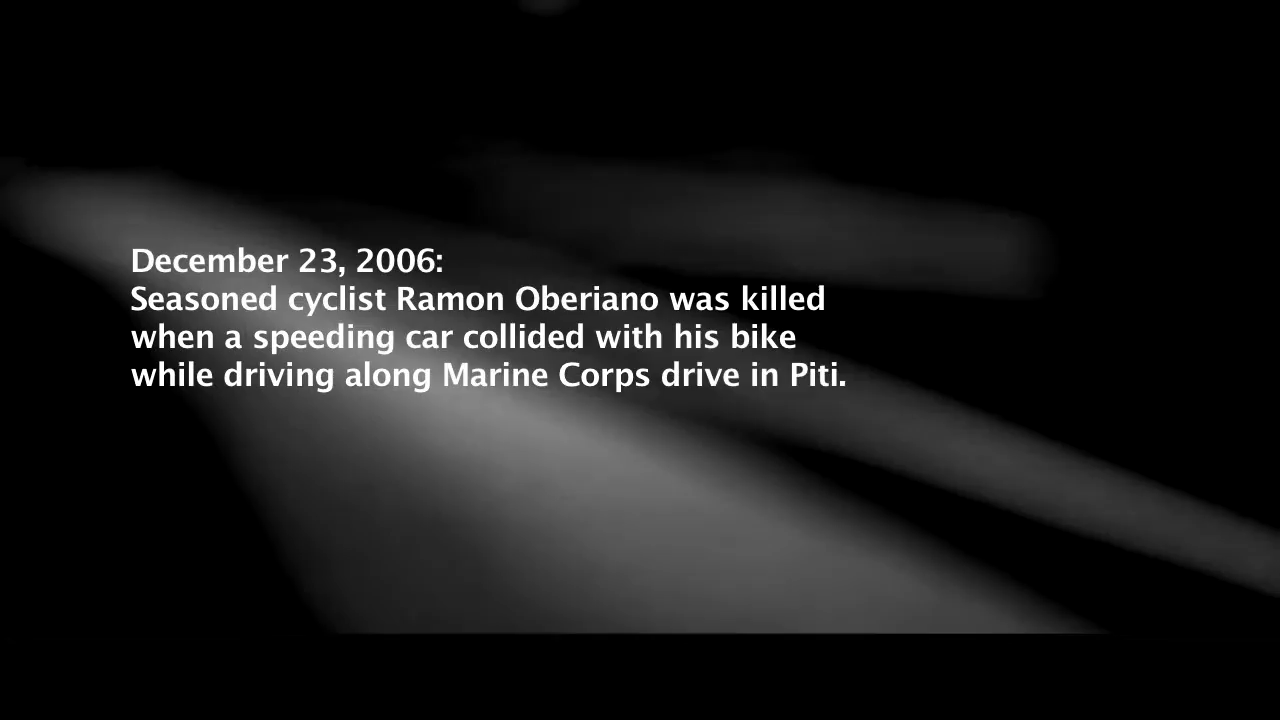 December 23, 2006:
Seasoned cyclist Ramon Oberiano was killed
when a speeding car collided with his bike
while driving along Marine Corps drive in Piti.